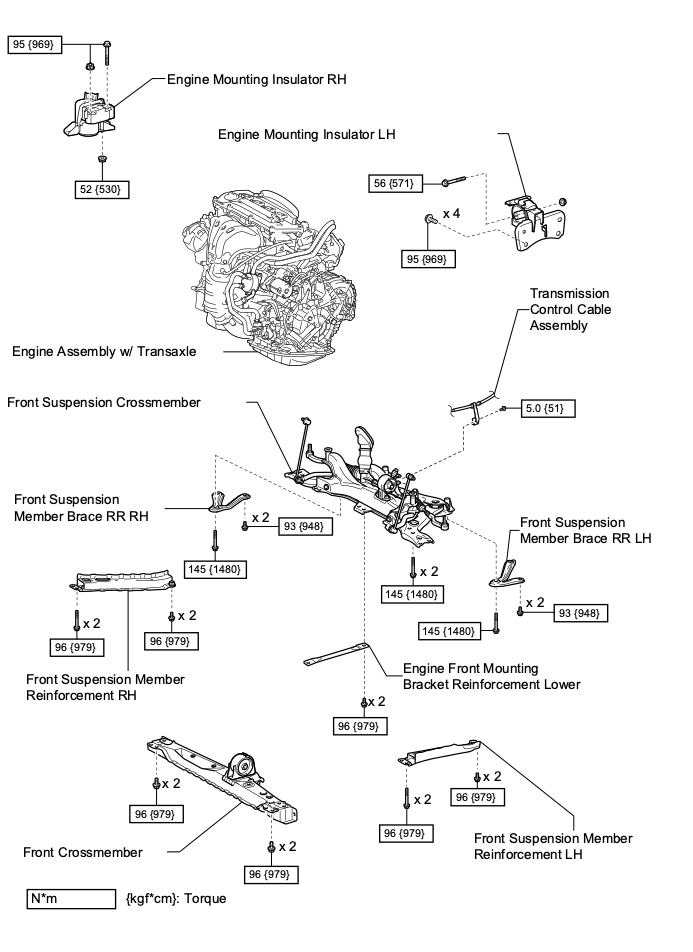 95 {969}
Engine Mounting Insulator RH
Engine Mounting Insulator LH
52 {530}
56 {571}
x 4
95 {969}
Transmission
Control Cable
Assembly
Engine Assembly w/ Transaxle
Front Suspension Crossmember
5.0 {51}
Front Suspension
Member Brace RR RH
x 2
93 {948}
145 {1480}
Front Suspension
Member Brace RR LH
x 2
145 {1480}
x 2
93 {948}
145 {1480}
x 2
96 {979}
x 2
96 {979}
Front Suspension Member
Reinforcement RH
Engine Front Mounting
Bracket Reinforcement Lower
x 2
96 {979}
x 2
96 {979}
x 2
96 {979}
x 2
96 {979}
Front Suspension Member
Reinforcement LH
Front Crossmember
x 2
96 {979}
N*m
{kgf*cm}: Torque